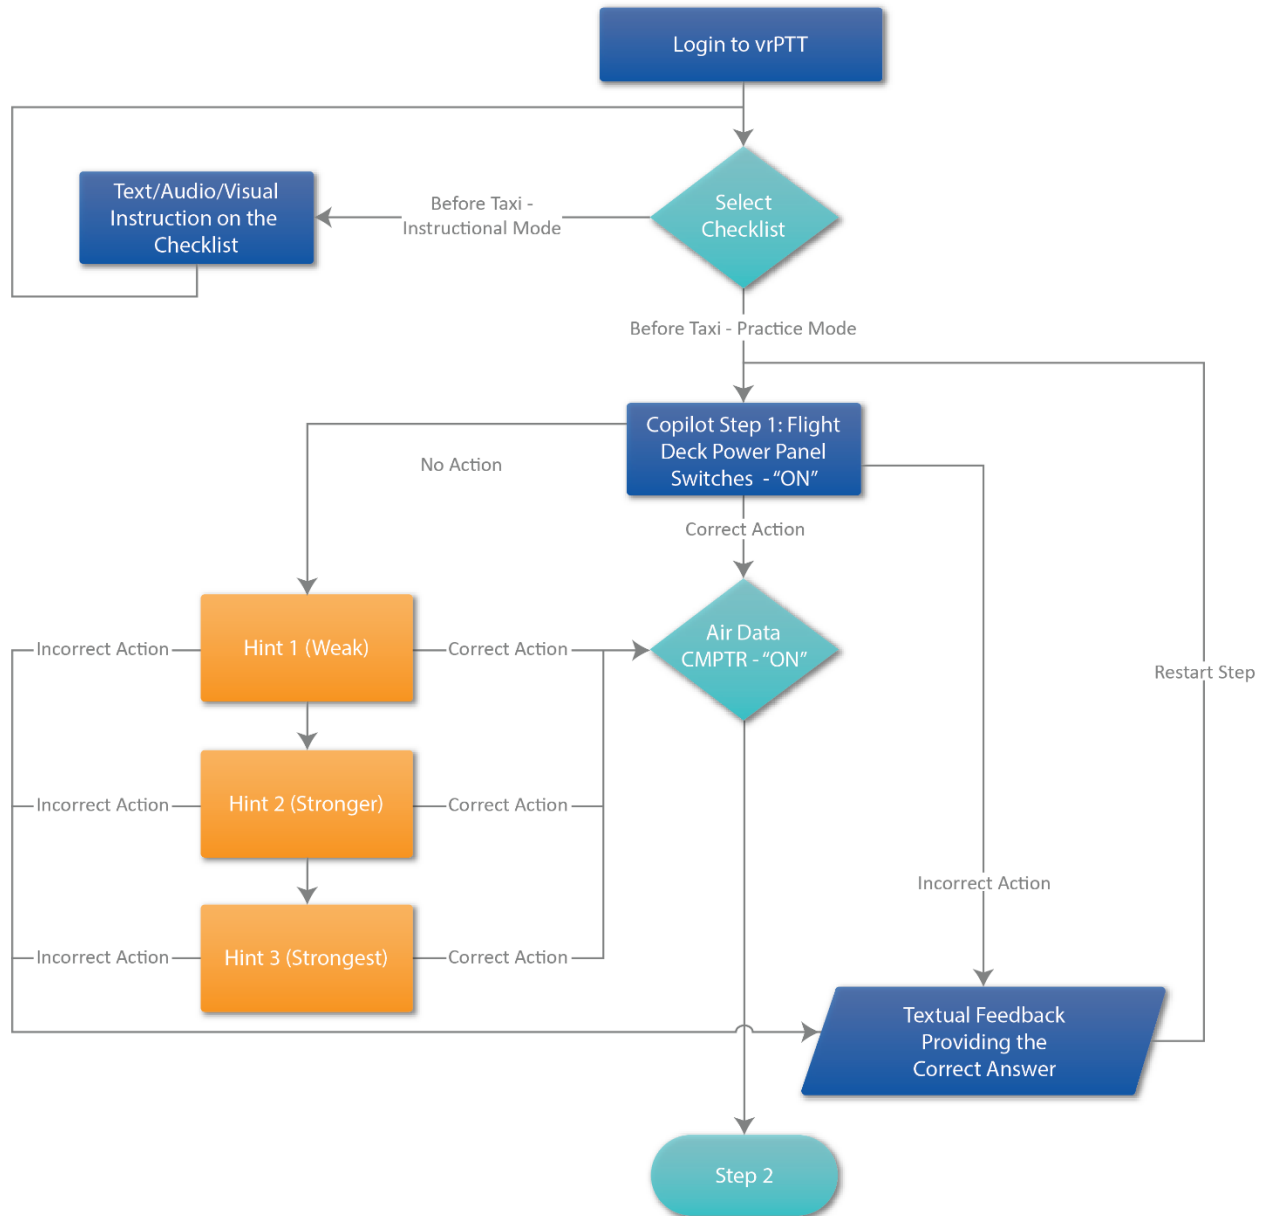 Login to vrPTT
Select
Checklist
Before Taxi -
Instructional Mode
Text/Audio/Visual
Instruction on the
Checklist
Before Taxi - Practice Mode
Copilot Step 1: Flight
Deck Power Panel
Switches - “ON”
No Action
Correct Action
Incorrect Action
Hint 1 (Weak)
Correct Action
Air Data
CMPTR - “ON”
Restart Step
Incorrect Action
Hint 2 (Stronger)
Correct Action
Incorrect Action
Incorrect Action
Hint 3 (Strongest)
Correct Action
Textual Feedback
Providing the
Correct Answer
Step 2